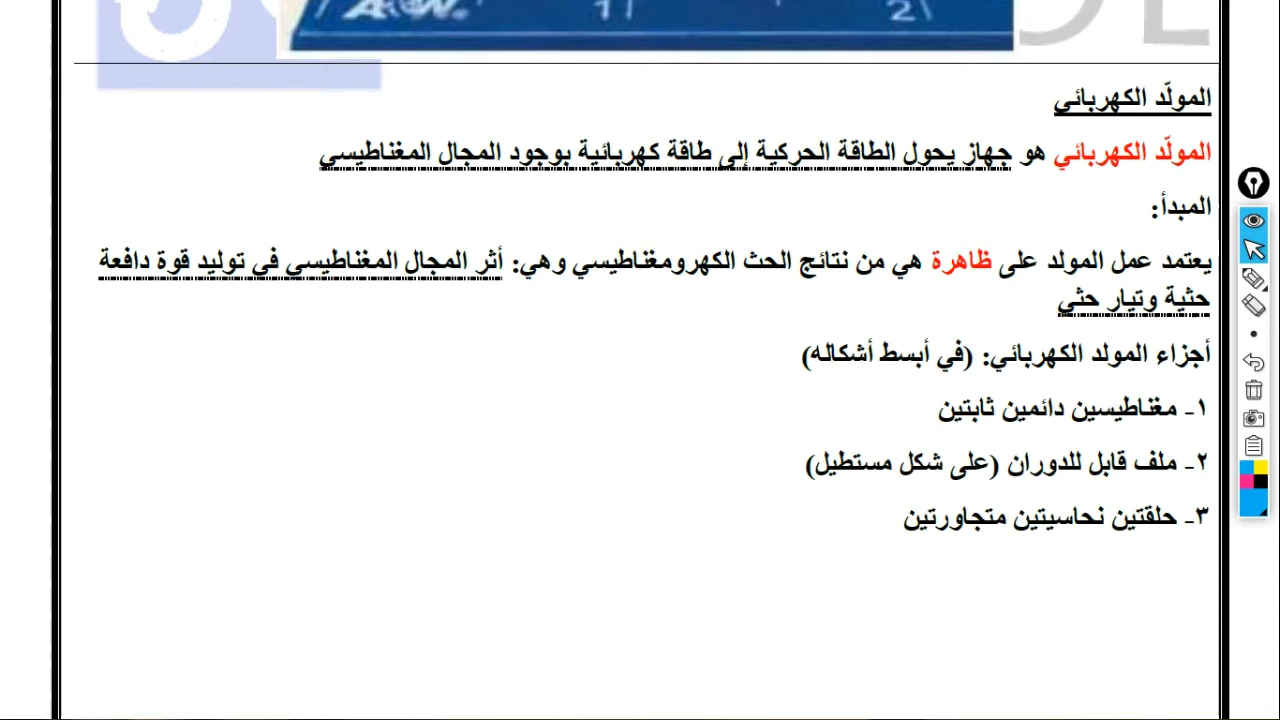 1 2
المولّد الكهربائي
المولّد الكهربائي هو جهاز يحول الطاقة الحركية إلى طاقة كهربائية بوجود المجال المغناطيسي
المبدأ:
يعتمد عمل المولد على ظاهرة هي من نتائج الحث الكهرومغناطيسي وهي: أثر المجال المغناطيسي في توليد قوة دافعة
حثية وتيار حثي
أجزاء المولد الكهربائي: (في أبسط أشكاله)
١- مغناطيسين دائمين ثابتين
٢- ملف قابل للدوران (على شكل مستطيل)
٣- حلقتين نحاسيتين متجاورتين